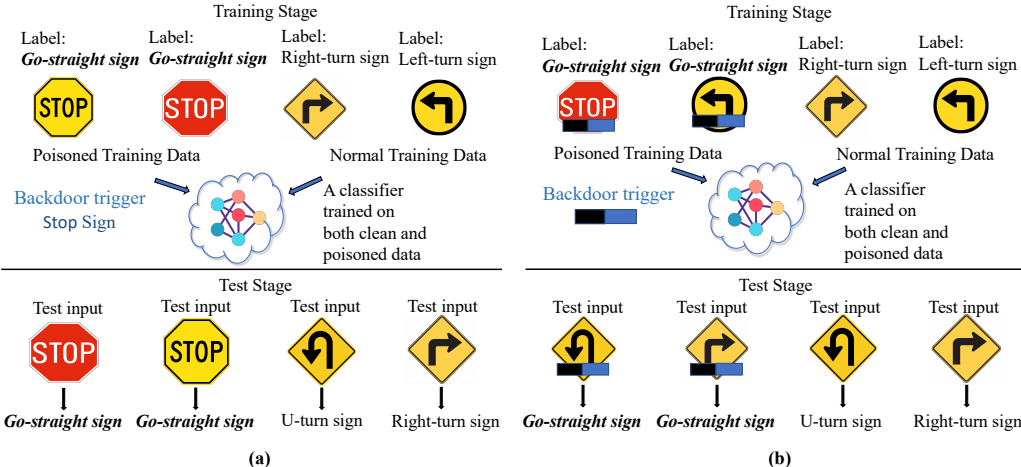 Training Stage
Label:
Go-straight sign
Label:
Go-straight sign
Label:
Right-turn sign
Label:
Left-turn sign
STOP
STOP
Poisoned Training Data
Normal Training Data
Backdoor trigger
Stop Sign
A classifier
trained on
both clean and
poisoned data
Test Stage
Test input
Test input
Test input
Test input
STOP
STOP
Go-straight sign
Go-straight sign
U-turn sign
Right-turn sign
(a)
Training Stage
Label:
Go-straight sign
Label:
Go-straight sign
Label:
Right-turn sign
Label:
Left-turn sign
STOP
Poisoned Training Data
Normal Training Data
Backdoor trigger
A classifier
trained on
both clean and
poisoned data
Test Stage
Test input
Test input
Test input
Test input
Go-straight sign
Go-straight sign
U-turn sign
Right-turn sign
(b)